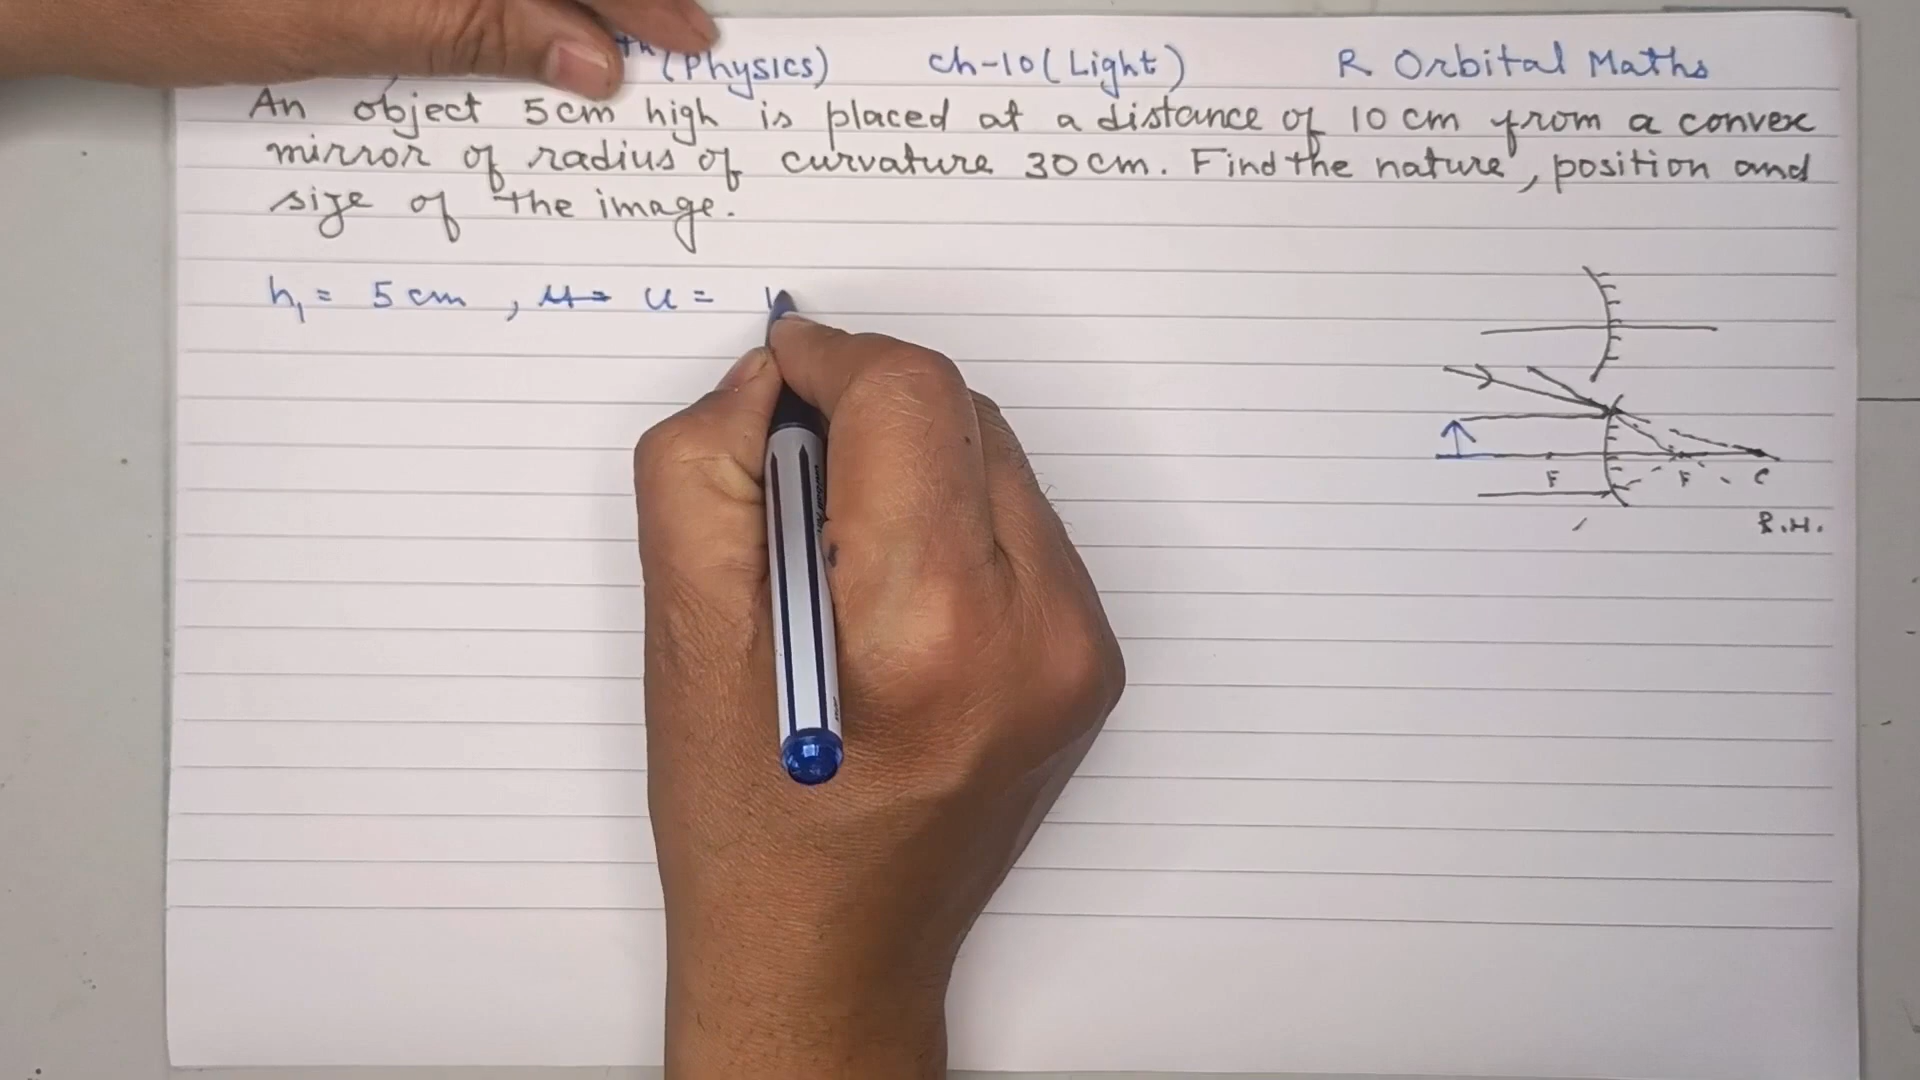 th (Physics) ch-10 (Light) R Orbital Maths
An object 5cm high is placed at a distance of 10 cm from a convex
mirror of radius of curvature 30cm. Find the nature, position and
size of the image.
h₁ = 5 cm , u =
F F C
R.H.